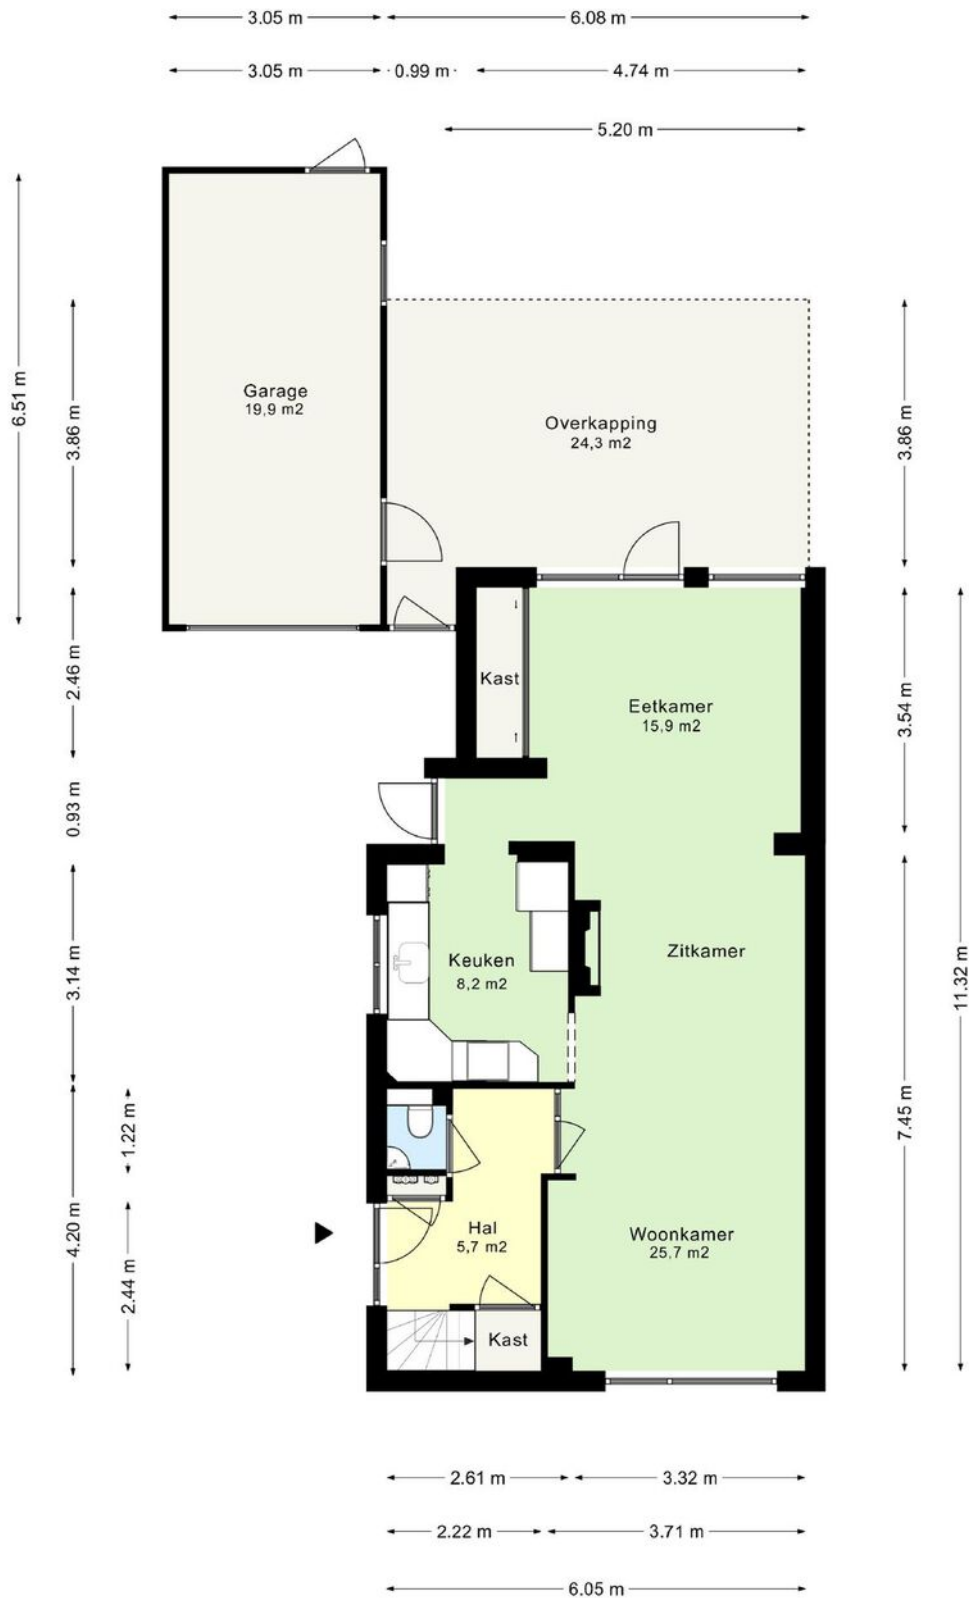 3.05 m
6.08 m
3.05 m
0.99 m
4.74 m
5.20 m
6.51 m
3.86 m
Garage
19,9 m2
Overkapping
24,3 m2
3.86 m
2.46 m
Kast
Eetkamer
15,9 m2
3.54 m
0.93 m
3.14 m
Keuken
8,2 m2
Zitkamer
11.32 m
7.45 m
1.22 m
4.20 m
2.44 m
Hal
5,7 m2
Woonkamer
25.7 m2
Kast
2.61 m
3.32 m
2.22 m
3.71 m
6.05 m